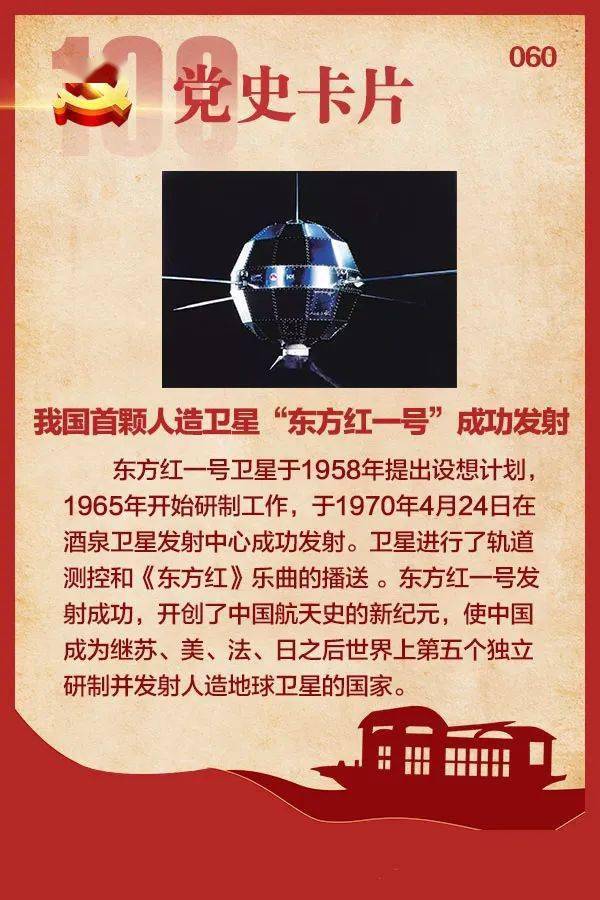 100
060
党史卡片
我国首颗人造卫星“东方红一号”成功发射
东方红一号卫星于1958年提出设想计划，
1965年开始研制工作，于1970年4月24日在
酒泉卫星发射中心成功发射。卫星进行了轨道
测控和《东方红》乐曲的播送 。东方红一号发
射成功，开创了中国航天史的新纪元，使中国
成为继苏、美、法、日之后世界上第五个独立
研制并发射人造地球卫星的国家。